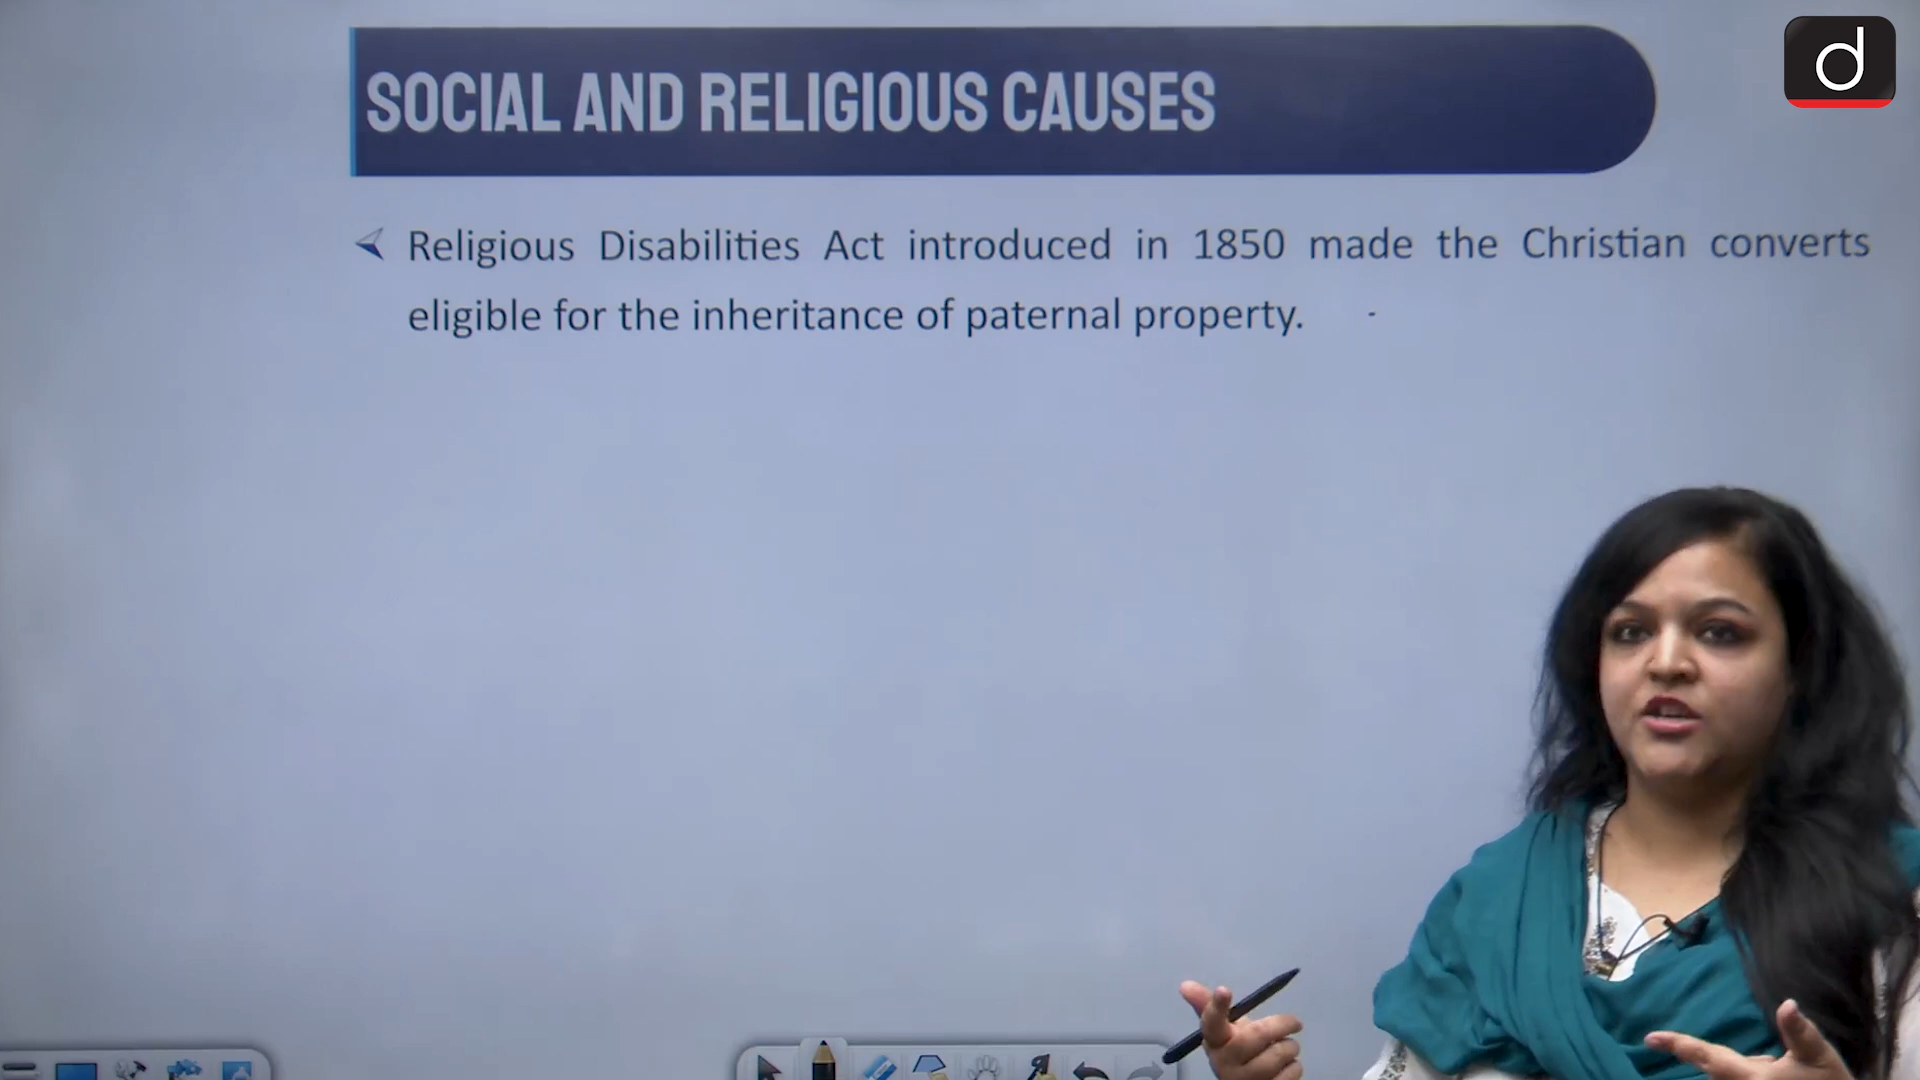 SOCIAL AND RELIGIOUS CAUSES
Religious Disabilities Act introduced in 1850 made the Christian converts
eligible for the inheritance of paternal property.
d